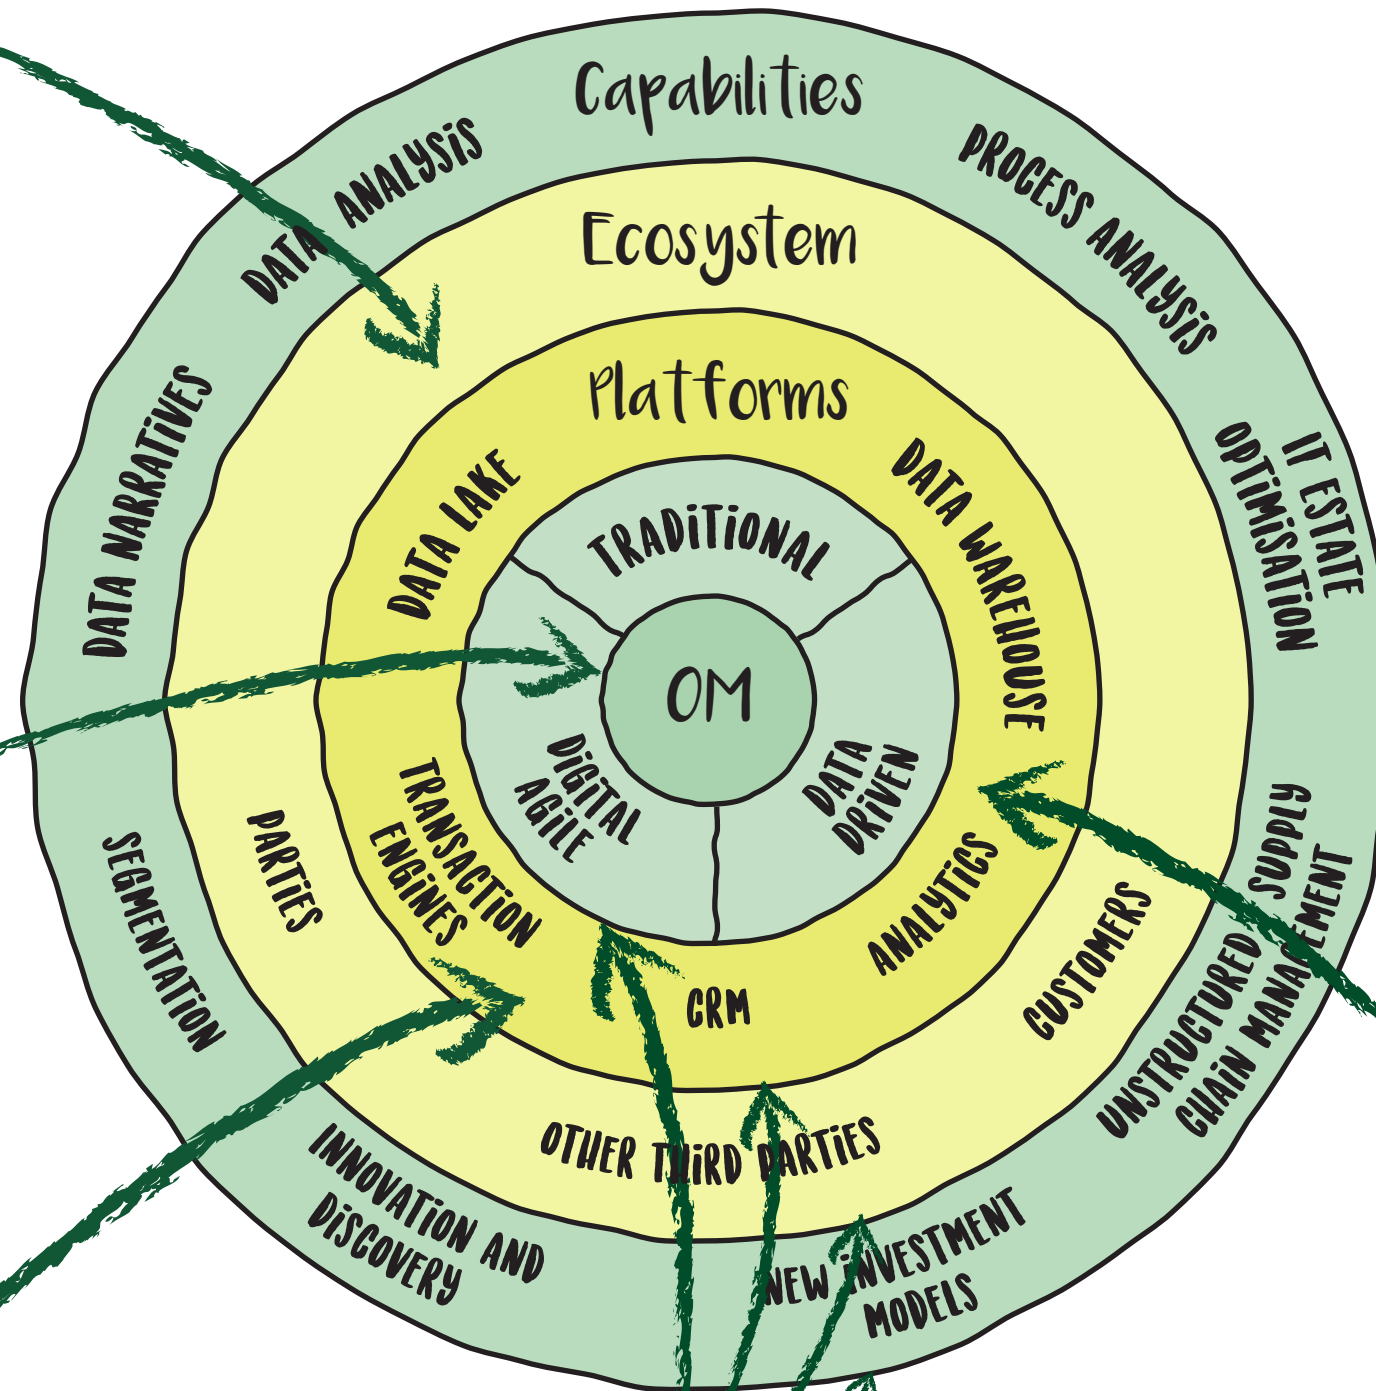 Capabilities
DATA ANALYSIS
PROCESS ANALYSIS
Ecosystem
Platforms
DATA NARRATIVES
IT ESTATE
OPTIMISATION
DATA LAKE
DATA WAREHOUSE
TRADITIONAL
OM
DIGITAL
AGILE
DATA
DRIVEN
TRANSACTION
ENGINES
ANALYTICS
CRM
PARTIES
CUSTOMERS
OTHER THIRD PARTIES
SEGMENTATION
UNSTRUCTURED SUPPLY
CHAIN MANAGEMENT
INNOVATION AND
DISCOVERY
NEW INVESTMENT
MODELS